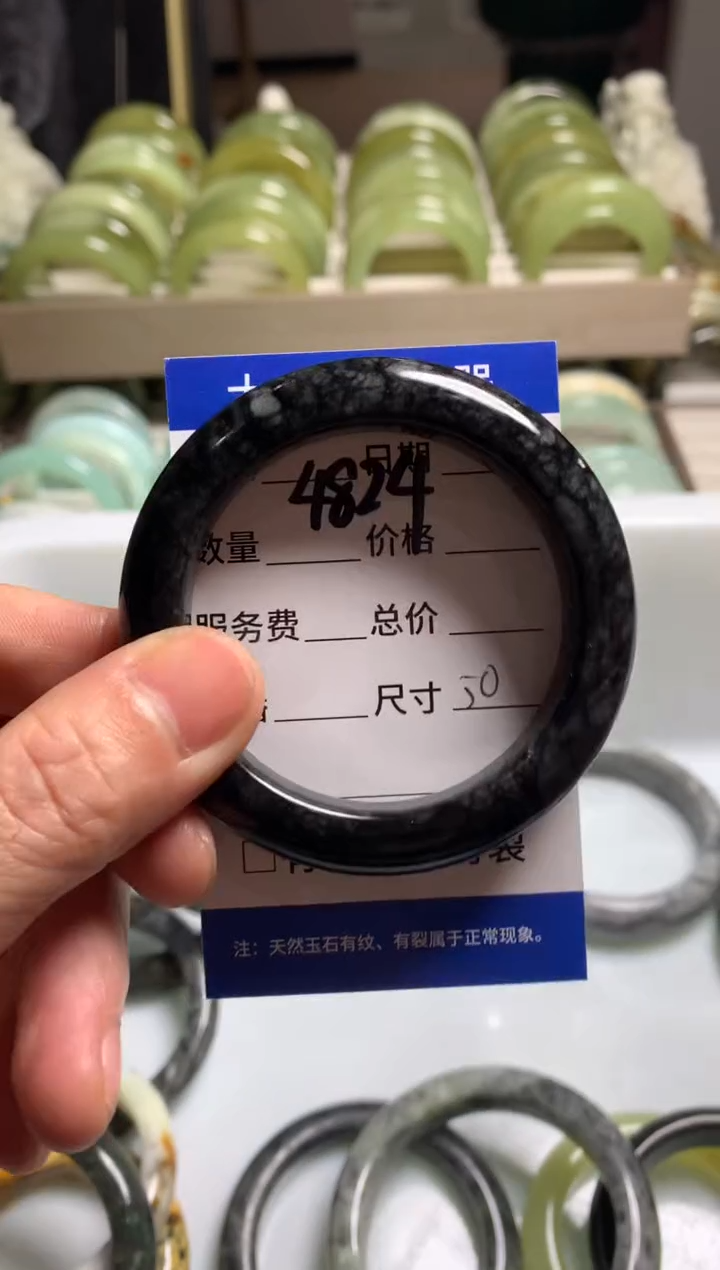 日期
4824
数量 价格
服务费 总价
尺寸 50
注：天然玉石有纹、有裂属于正常现象。